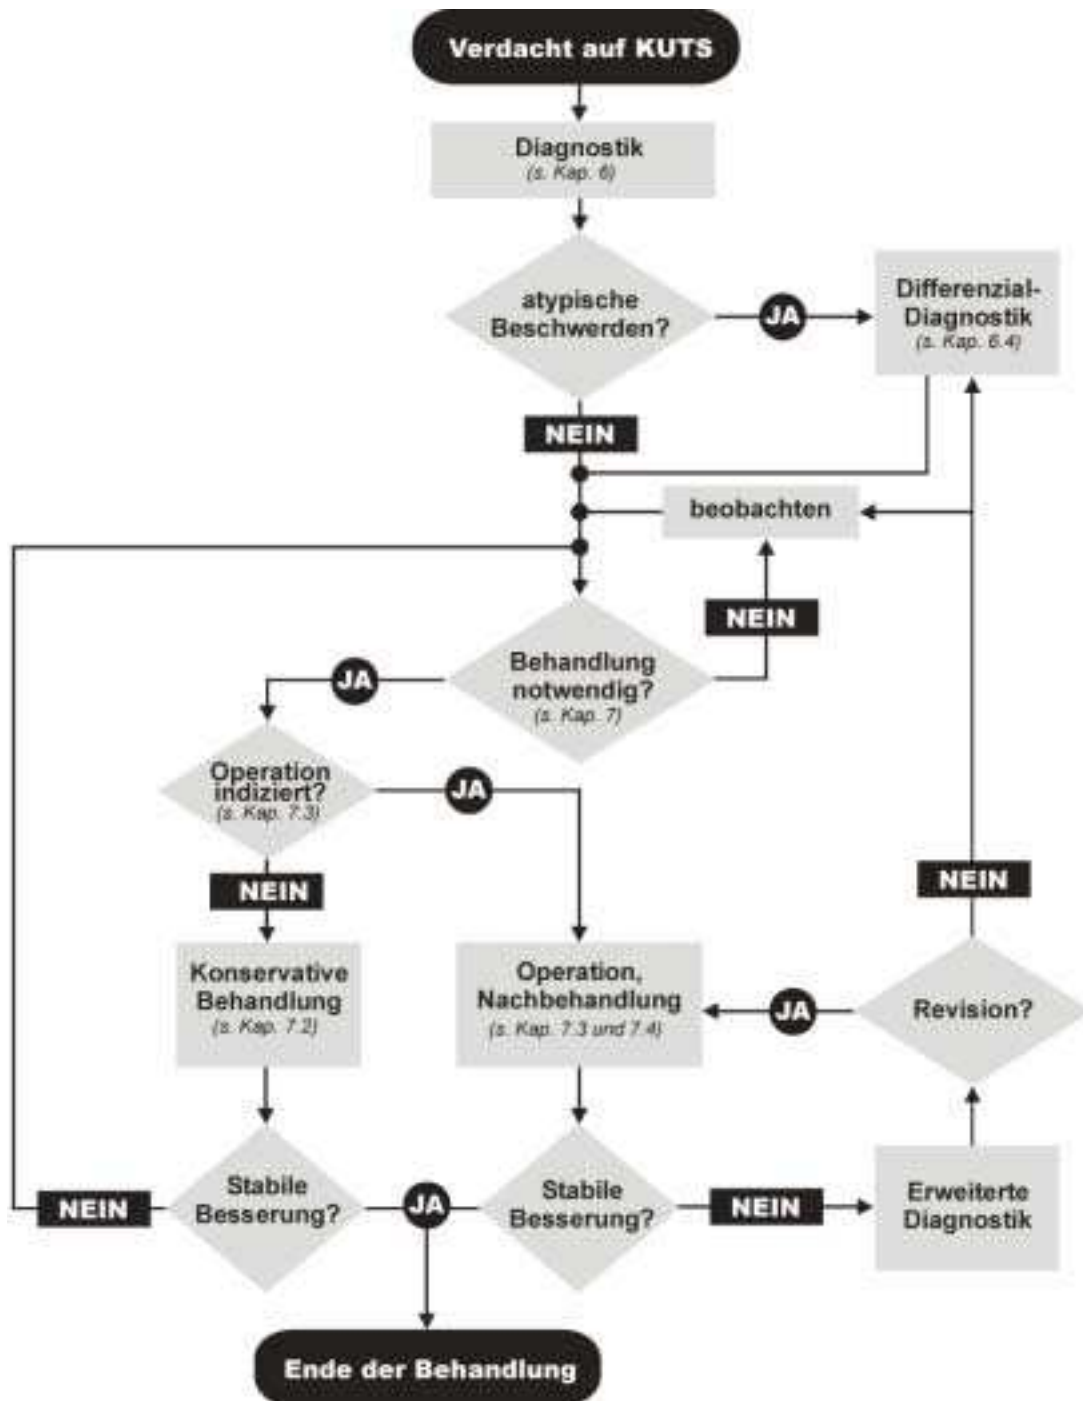 Verdacht auf KUTS
Diagnostik
(s. Kap. 6)
atypische
Beschwerden?
JA
Differenzial-
Diagnostik
(s. Kap. 6.4)
NEIN
beobachten
NEIN
Behandlung
notwendig?
(s. Kap. 7)
JA
Operation
indiziert?
(s. Kap. 7.3)
JA
NEIN
NEIN
Konservative
Behandlung
(s. Kap. 7.2)
Operation,
Nachbehandlung
(s. Kap. 7.3 und 7.4)
JA
Revision?
Stabile
Besserung?
NEIN
JA
Stabile
Besserung?
NEIN
Erweiterte
Diagnostik
Ende der Behandlung